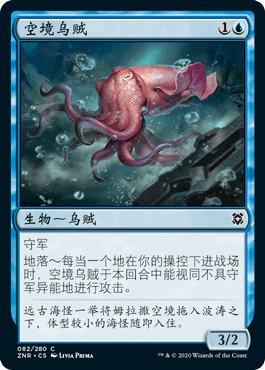 空境乌贼 1
生物～乌贼
守军
地落～每当一个地在你的操控下进战场
时，空境乌贼于本回合中能视同不具守
军异能地进行攻击。
远古海怪一举将姆拉撒空境拖入波涛之
下，体型较小的海怪随即入住。
3/2
082/280 C
ZNR • CS LIVIA PRIMA
™ & © 2020 Wizards of the Coast